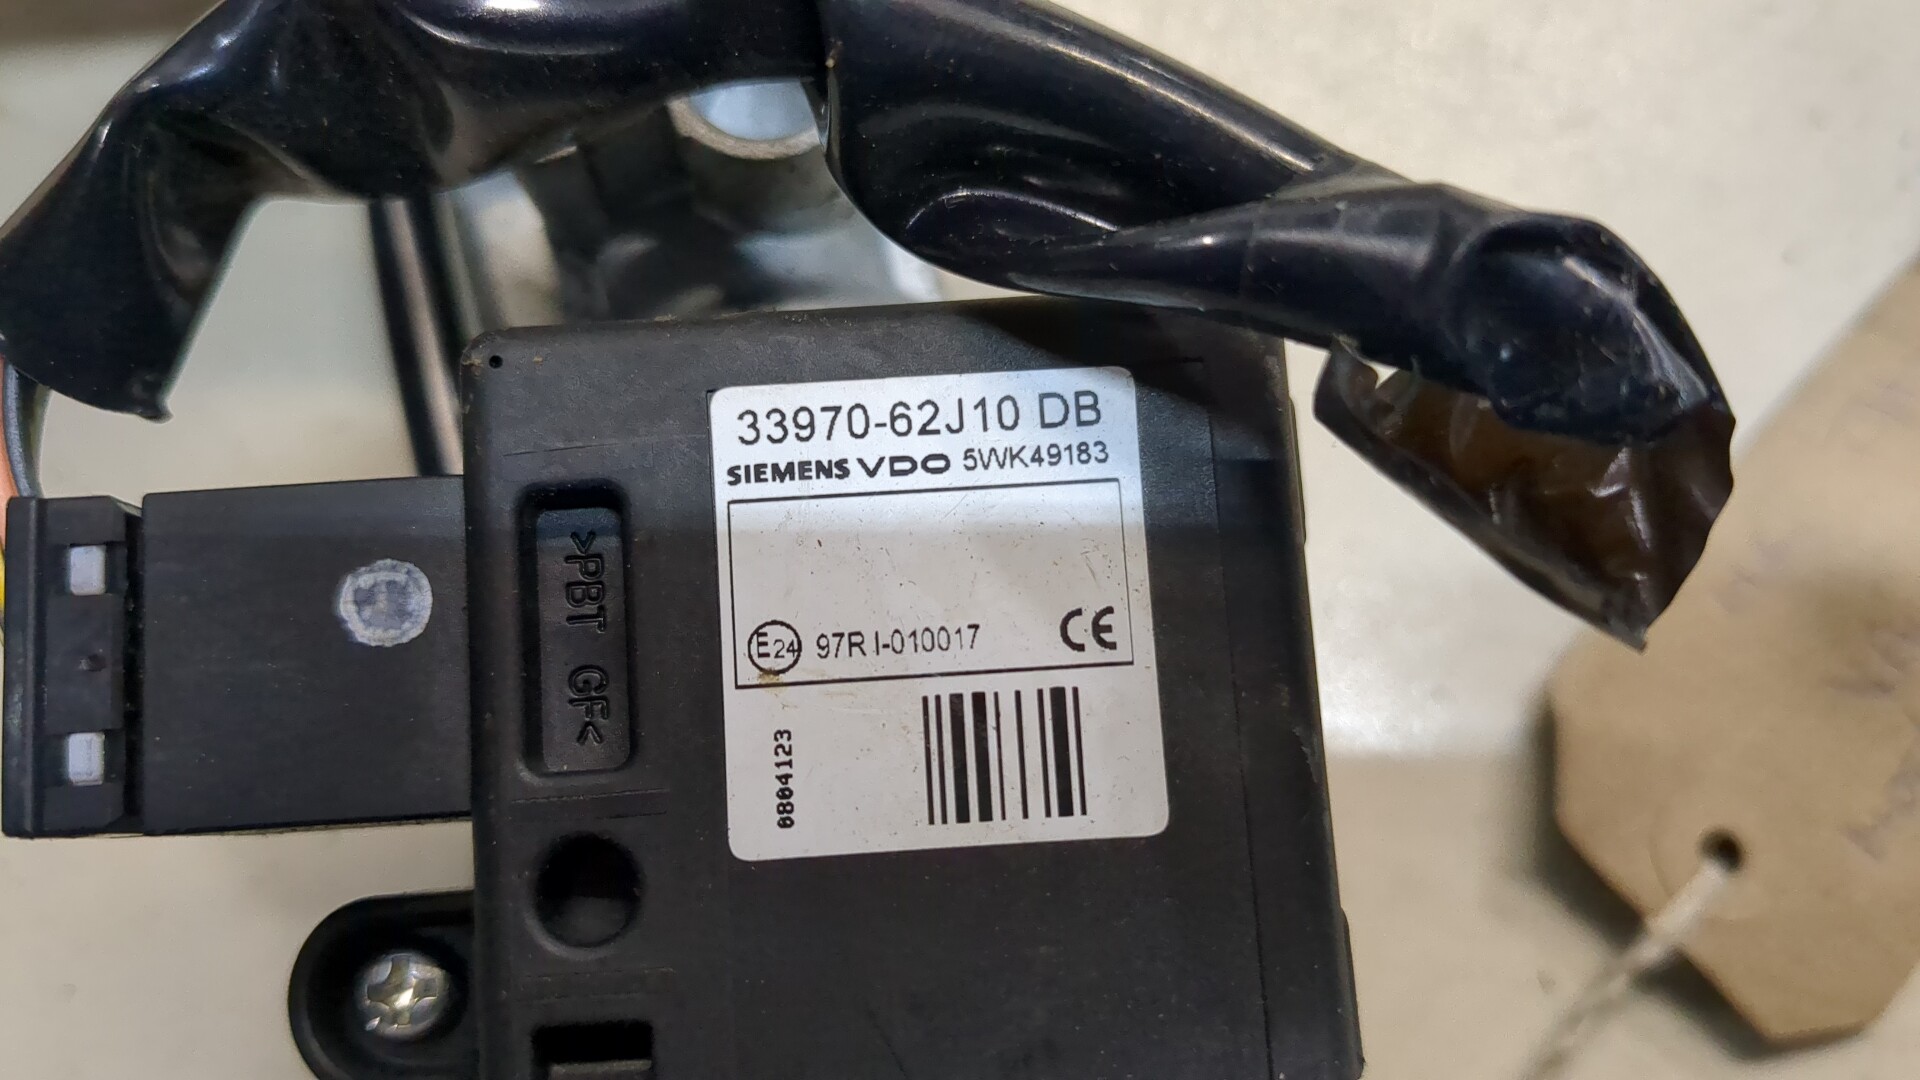 33970-62J10 DB
SIEMENS VDO 5WK49183
>PBT GF<
E24 97R I-010017 CE
0804123